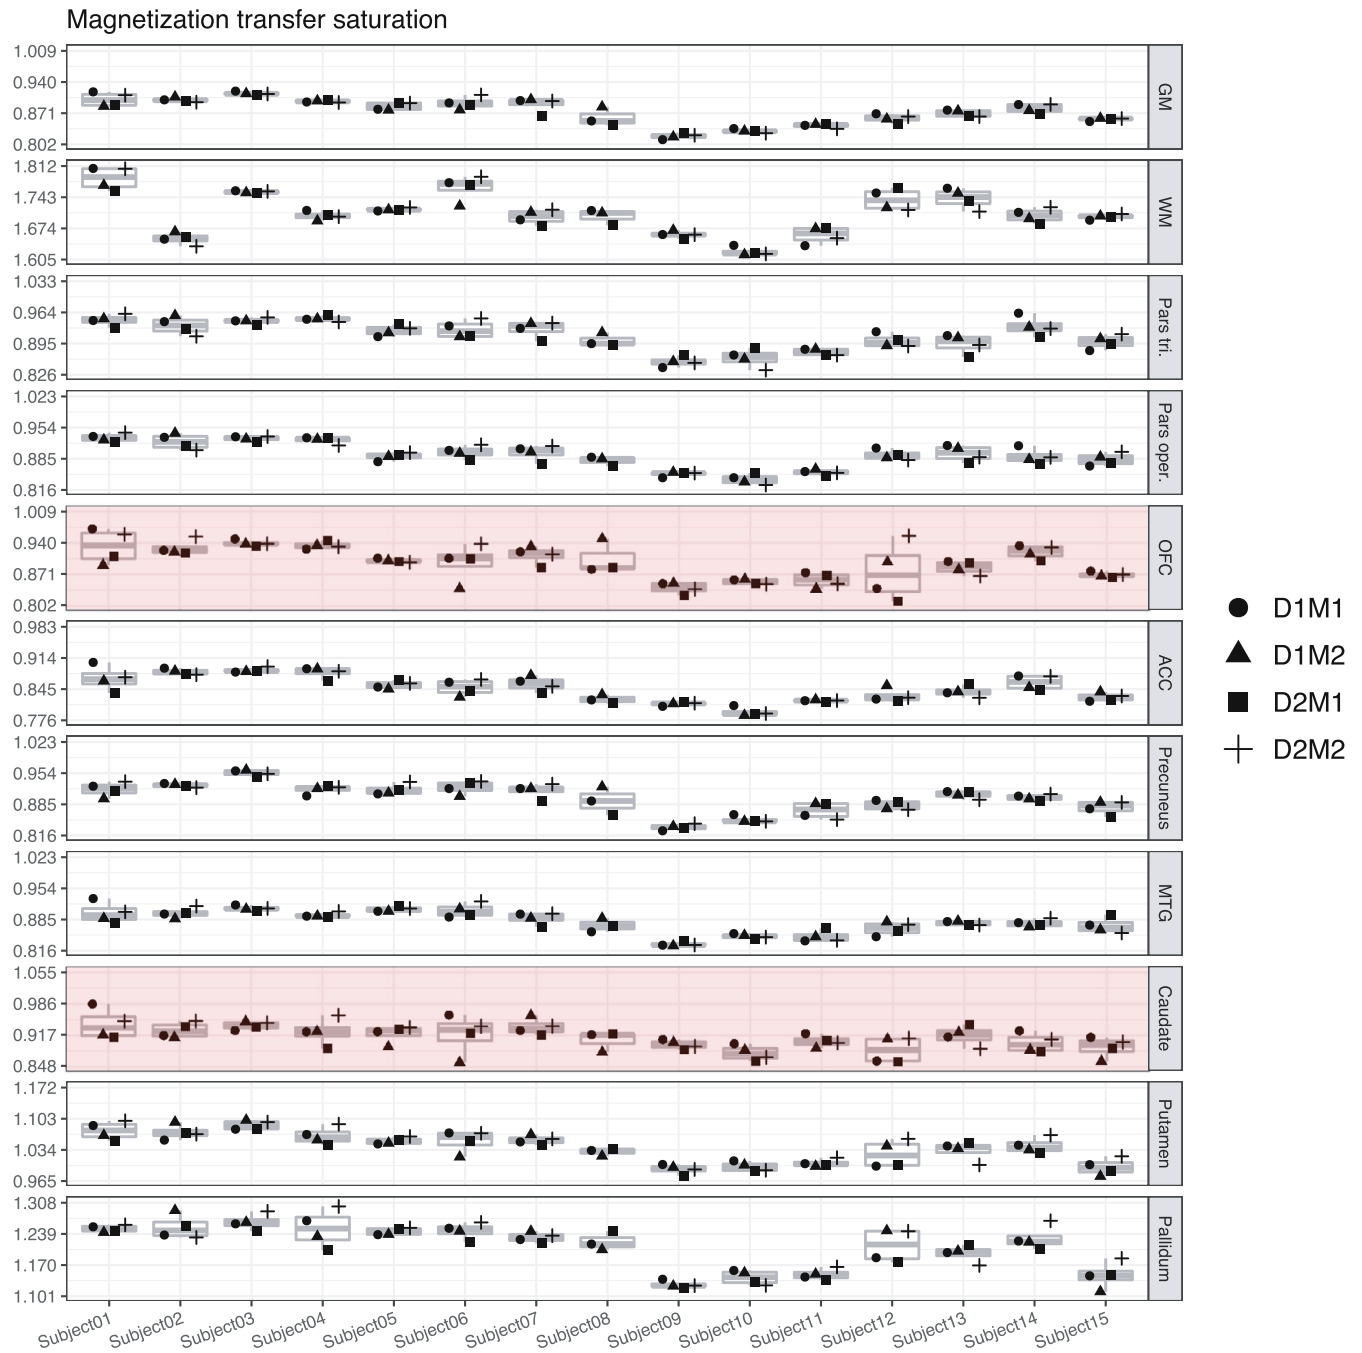 Magnetization transfer saturation
1.009
0.940
0.871
0.802
GM
1.812
1.743
1.674
1.605
WM
1.033
0.964
0.895
0.826
Pars tri.
1.023
0.954
0.885
0.816
Pars oper.
1.009
0.940
0.871
0.802
OFC
0.983
0.914
0.845
0.776
ACC
1.023
0.954
0.885
0.816
Precuneus
1.023
0.954
0.885
0.816
MTG
1.055
0.986
0.917
0.848
Caudate
1.172
1.103
1.034
0.965
Putamen
1.308
1.239
1.170
1.101
Pallidum
Subject01
Subject02
Subject03
Subject04
Subject05
Subject06
Subject07
Subject08
Subject09
Subject10
Subject11
Subject12
Subject13
Subject14
Subject15
D1M1
D1M2
D2M1
D2M2